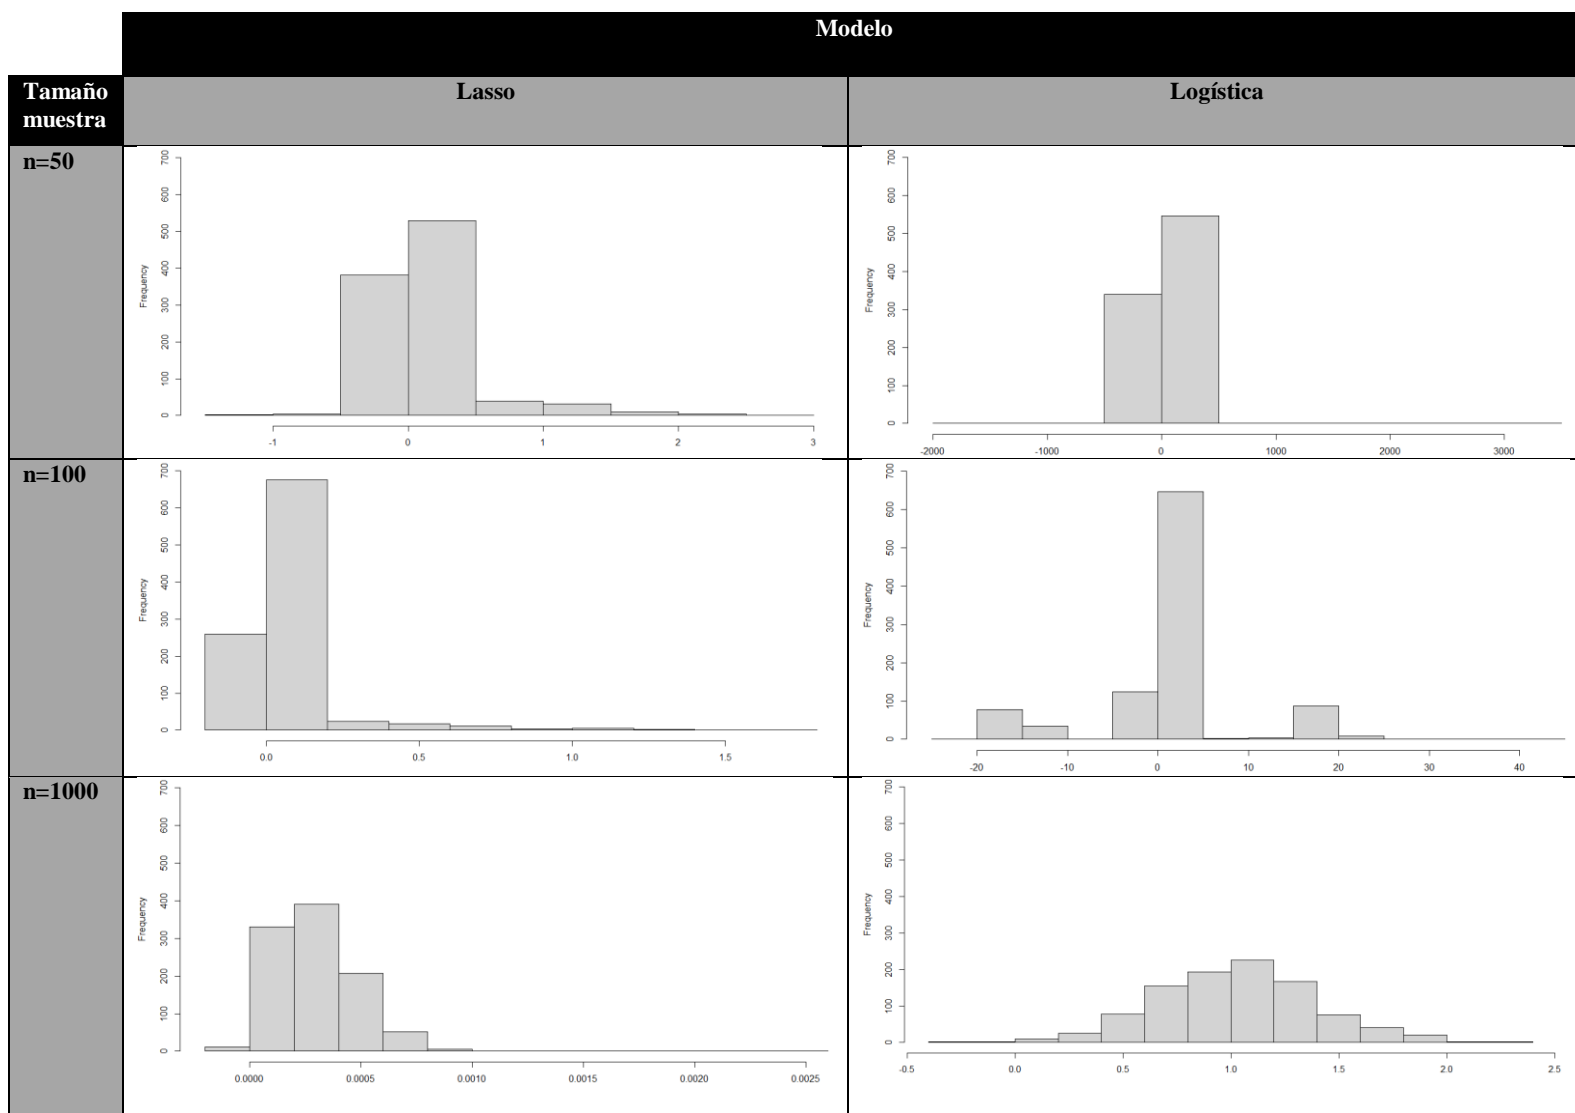 Modelo
Tamaño muestra
Lasso
Logística
n=50
Frequency
0 100 200 300 400 500 600 700
-1 0 1 2 3
Frequency
0 100 200 300 400 500 600 700
-2000 -1000 0 1000 2000 3000
n=100
Frequency
0 100 200 300 400 500 600 700
0.0 0.5 1.0 1.5
Frequency
0 100 200 300 400 500 600 700
-20 -10 0 10 20 30 40
n=1000
Frequency
0 100 200 300 400 500 600 700
0.0000 0.0005 0.0010 0.0015 0.0020 0.0025
Frequency
0 100 200 300 400 500 600 700
-0.5 0.0 0.5 1.0 1.5 2.0 2.5